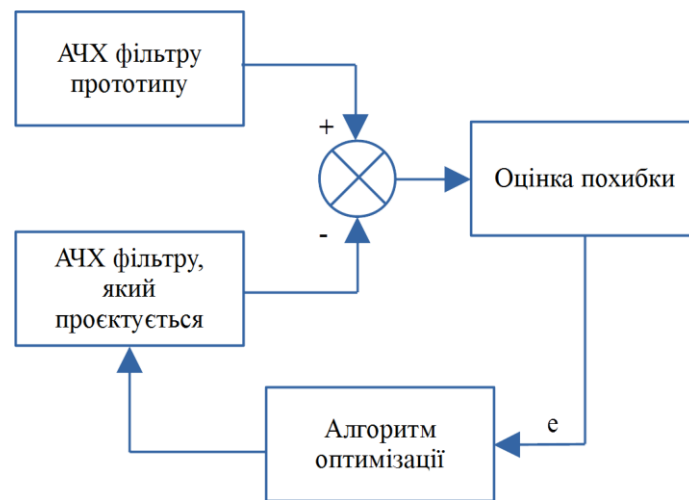 АЧХ фільтру
прототипу
+
Оцінка похибки
-
АЧХ фільтру,
який
проєктується
Алгоритм
оптимізації
e